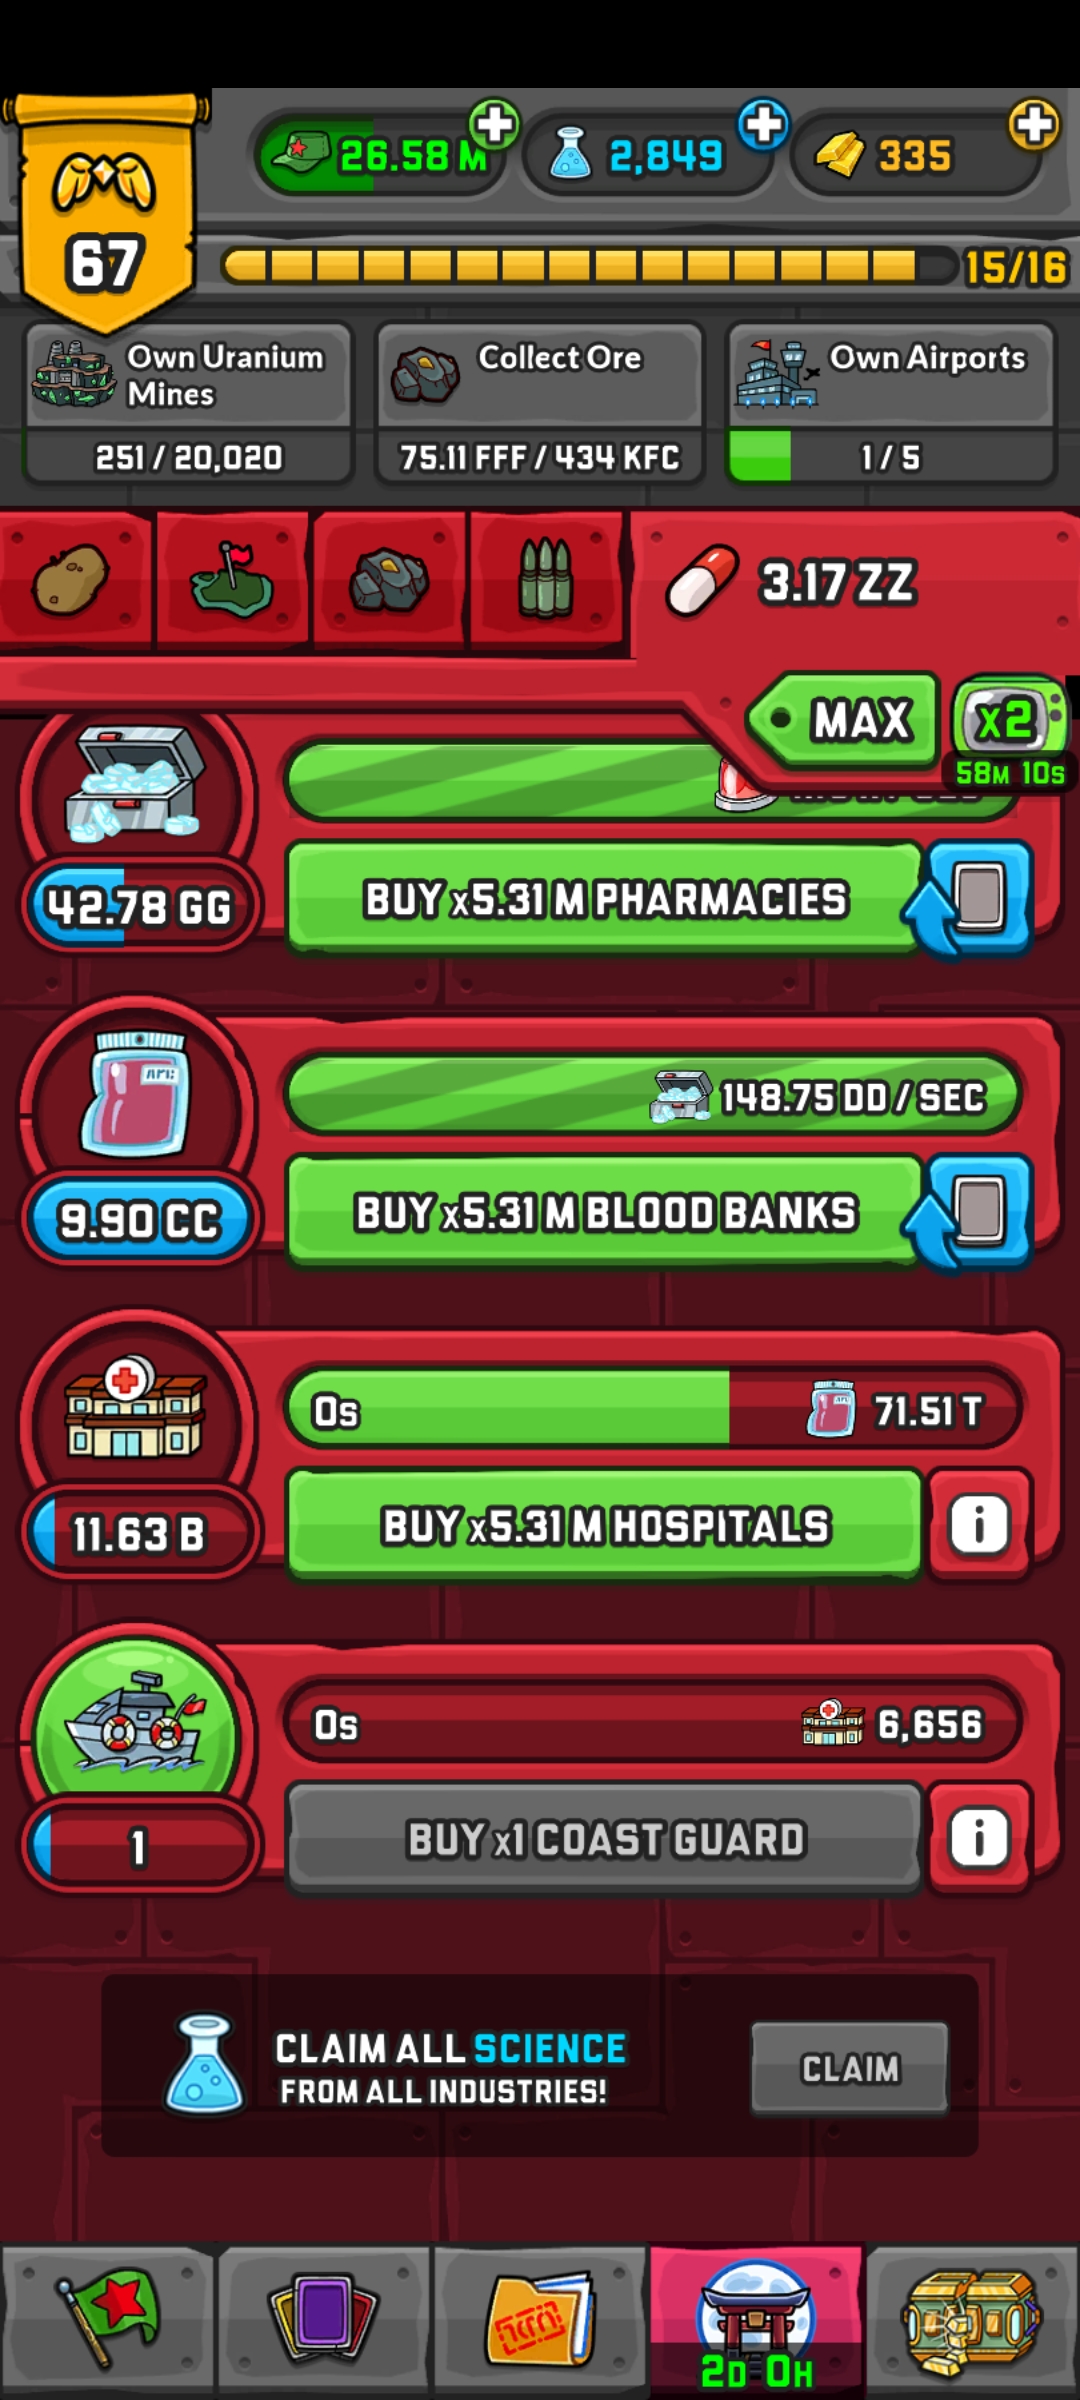 26.58 M
2,849
335
67
15/16
Own Uranium
Mines
251 / 20,020
Collect Ore
75.11 FFF / 434 KFC
Own Airports
1 / 5
3.17 ZZ
MAX
x2
58M 10S
42.78 GG
BUY x5.31 M PHARMACIES
148.75 DD / SEC
9.90 CC
BUY x5.31 M BLOOD BANKS
0s
71.51 T
11.63 B
BUY x5.31 M HOSPITALS
i
0s
6,656
1
BUY x1 COAST GUARD
i
CLAIM ALL SCIENCE
FROM ALL INDUSTRIES!
CLAIM
2D 0H